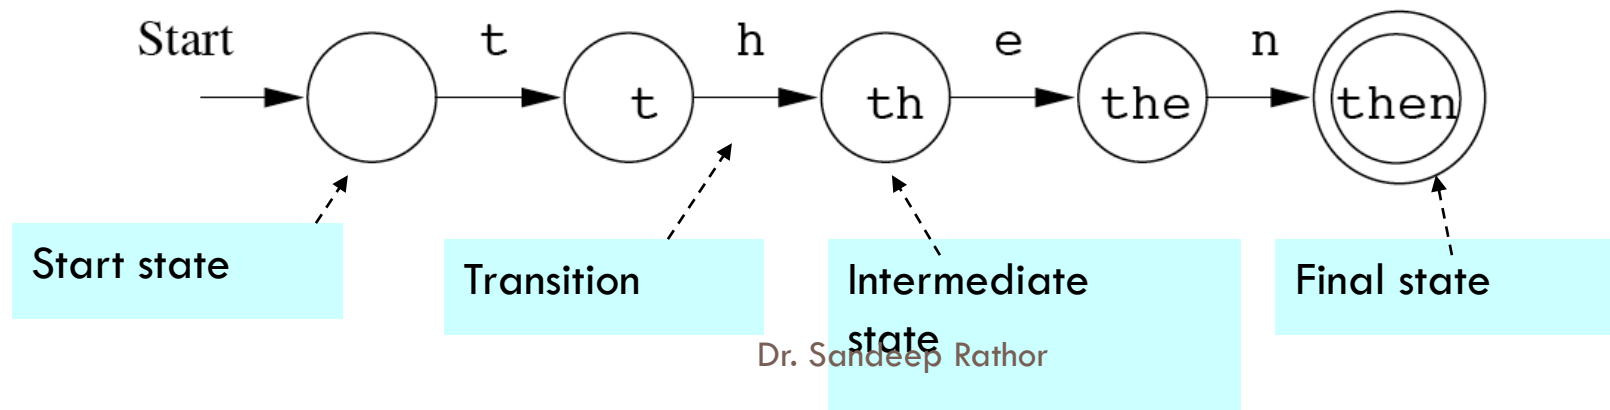 Start t h e n
t th the then
Start state
Transition
Intermediate
state
Final state
Dr. Sandeep Rathor